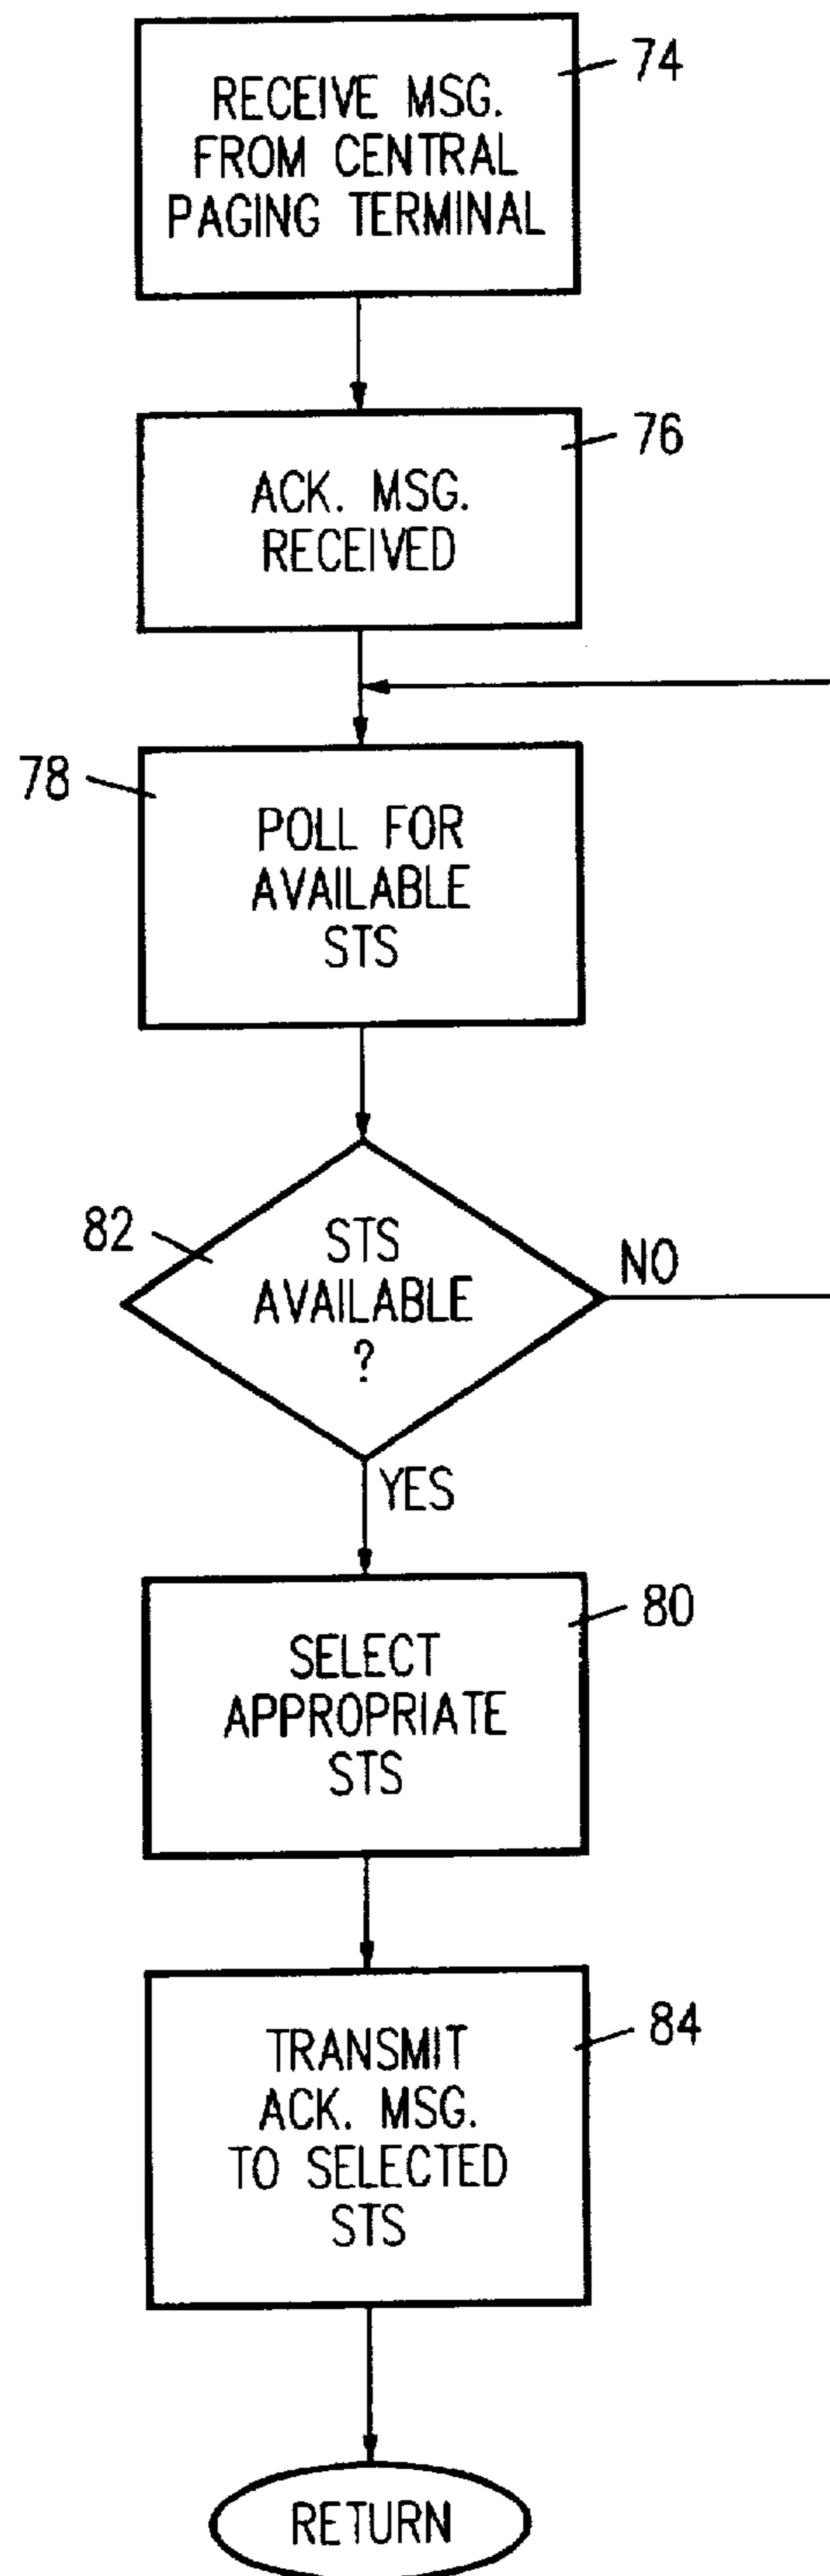 RECEIVE MSG.
FROM CENTRAL
PAGING TERMINAL
74
ACK. MSG.
RECEIVED
76
78
POLL FOR
AVAILABLE
STS
82
STS
AVAILABLE
?
NO
YES
SELECT
APPROPRIATE
STS
80
TRANSMIT
ACK. MSG.
TO SELECTED
STS
84
RETURN